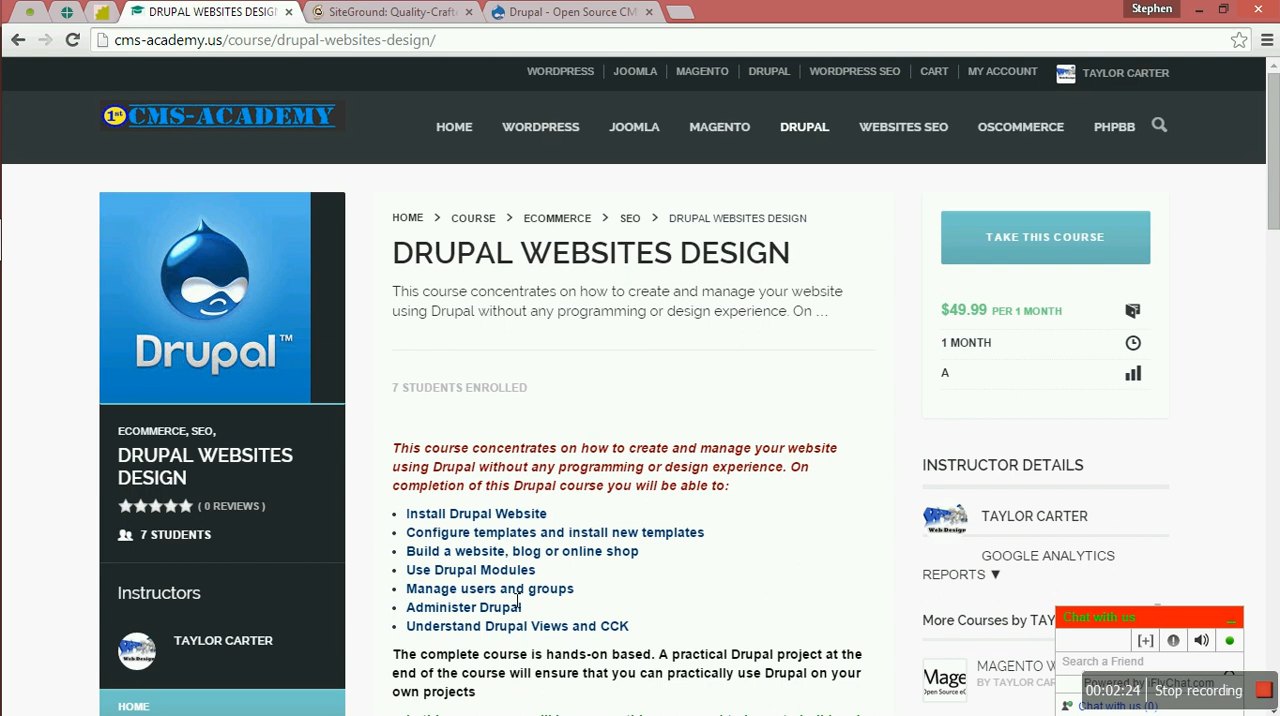 Stephen
DRUPAL WEBSITES DESIGN
SiteGround: Quality-Crafte
Drupal - Open Source CM
cms-academy.us/course/drupal-websites-design/
WORDPRESS JOOMLA MAGENTO DRUPAL WORDPRESS SEO CART MY ACCOUNT TAYLOR CARTER
1st CMS-ACADEMY
HOME WORDPRESS JOOMLA MAGENTO DRUPAL WEBSITES SEO OSCOMMERCE PHPBB
Drupal™
ECOMMERCE, SEO,
DRUPAL WEBSITES
DESIGN
( 0 REVIEWS )
7 STUDENTS
Instructors
TAYLOR CARTER
HOME
HOME > COURSE > ECOMMERCE > SEO > DRUPAL WEBSITES DESIGN
DRUPAL WEBSITES DESIGN
This course concentrates on how to create and manage your website
using Drupal without any programming or design experience. On …
7 STUDENTS ENROLLED
This course concentrates on how to create and manage your website
using Drupal without any programming or design experience. On
completion of this Drupal course you will be able to:
• Install Drupal Website
• Configure templates and install new templates
• Build a website, blog or online shop
• Use Drupal Modules
• Manage users and groups
• Administer Drupal
• Understand Drupal Views and CCK
The complete course is hands-on based. A practical Drupal project at the
end of the course will ensure that you can practically use Drupal on your
own projects
TAKE THIS COURSE
$49.99 PER 1 MONTH
1 MONTH
A
INSTRUCTOR DETAILS
Web Design
TAYLOR CARTER
GOOGLE ANALYTICS
REPORTS ▼
More Courses by TAY
Mage
Open Source eC
MAGENTO W
BY TAYLOR CAR
Chat with us
[+]
Search a Friend
Powered by iFlyChat.com
Chat with us (0)
00:02:24 Stop recording